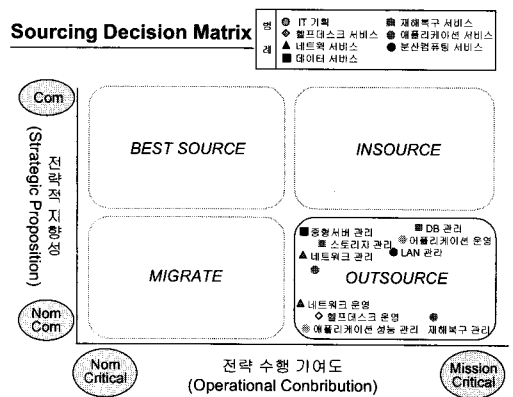 Sourcing Decision Matrix
범례
IT 기획
헬프데스크 서비스
네트웍 서비스
데이터 서비스
재해복구 서비스
애플리케이션 서비스
분산컴퓨팅 서비스
Com
전략적 지향성
(Strategic Proposition)
Nom
Com
BEST SOURCE
INSOURCE
MIGRATE
중형서버 관리
DB 관리
스토리지 관리
어플리케이션 운영
네트워크 관리
LAN 관리
OUTSOURCE
네트워크 운영
헬프데스크 운영
애플리케이션 성능 관리
재해복구 관리
Nom
Critical
전략 수행 기여도
(Operational Conbribution)
Mission
Critical